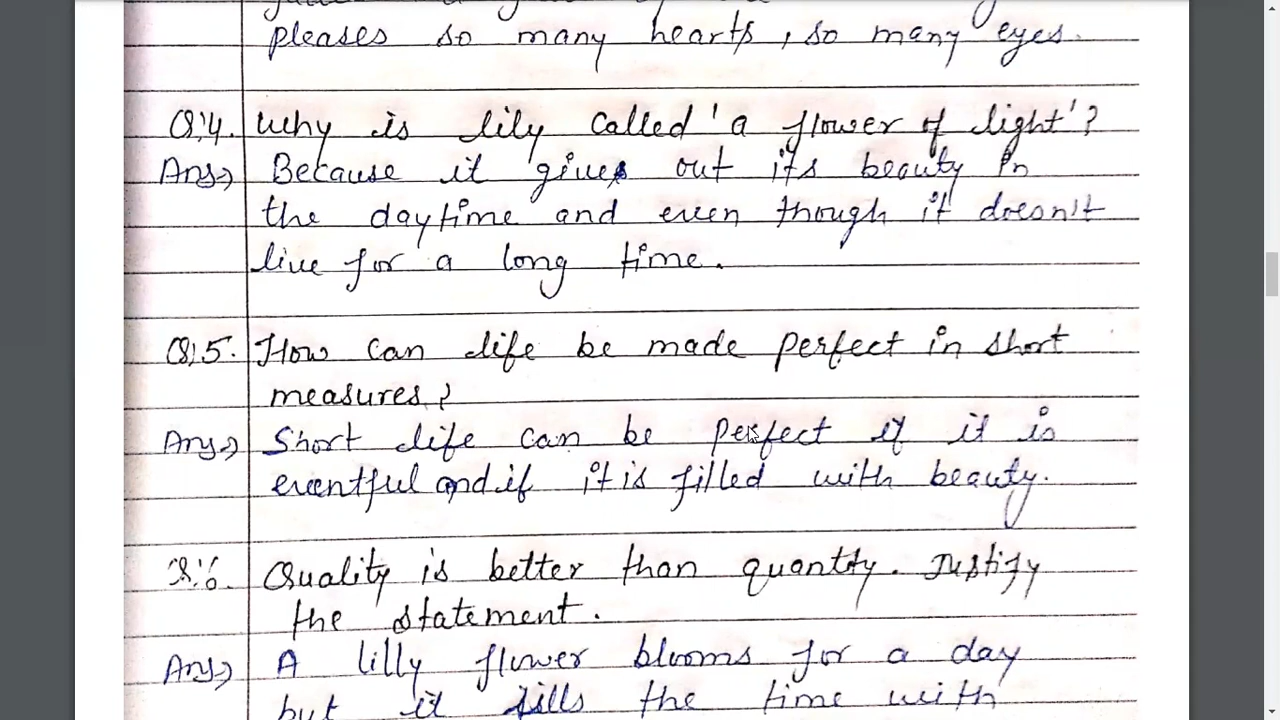 pleases so many hearts, so many eyes.
Q.4. Why is lily called 'a flower of light'?
Ans→ Because it gives out its beauty in
the daytime and even though it doesn't
live for a long time.
Q.5. How can life be made perfect in short
measures?
Ans→ Short life can be perfect if it is
eventful and if it is filled with beauty.
Q.6. Quality is better than quantity. Justify
the statement.
Ans→ A lilly flower blooms for a day
but it fills the time with